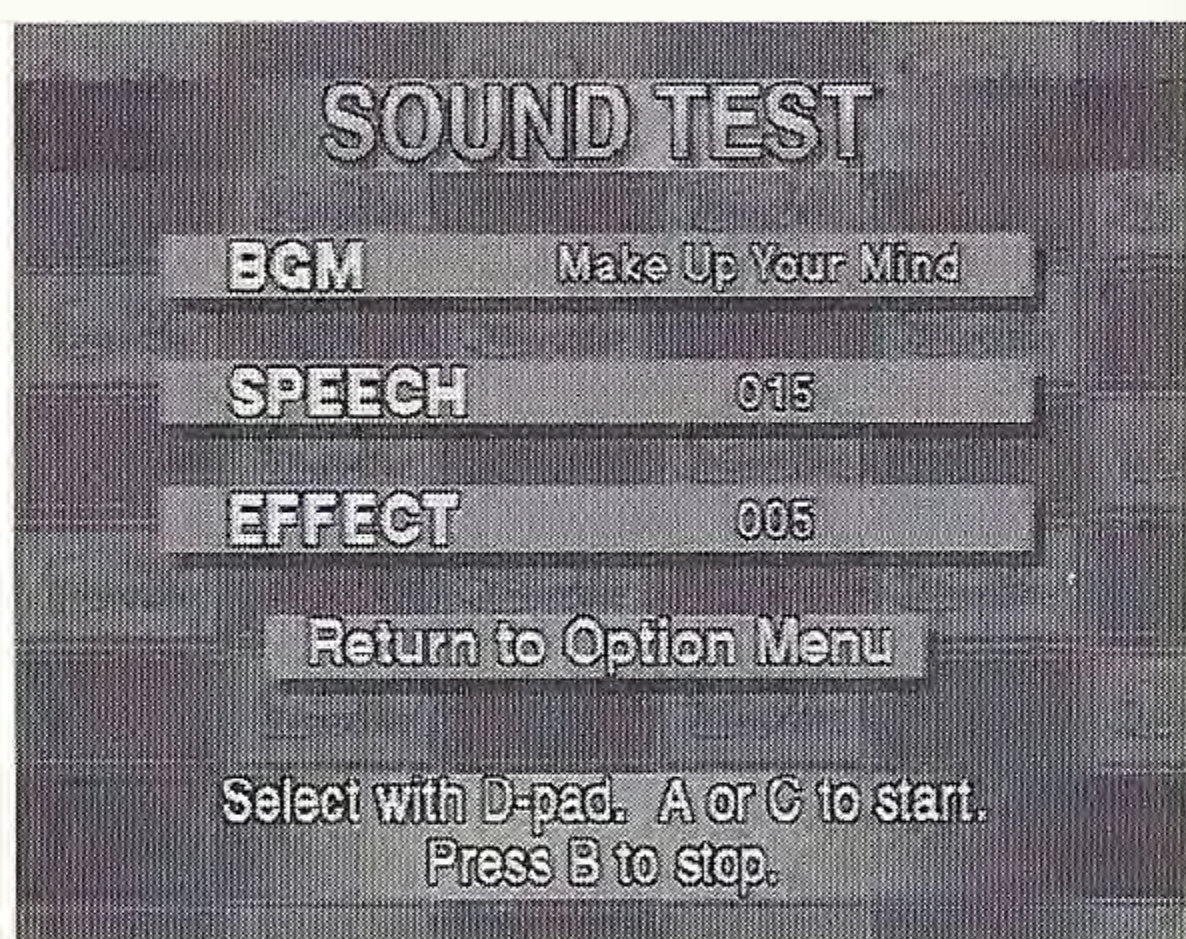 SOUND TEST
BGM Make Up Your Mind
SPEECH 015
EFFECT 005
Return to Option Menu
Select with D-pad. A or C to start.
Press B to stop.